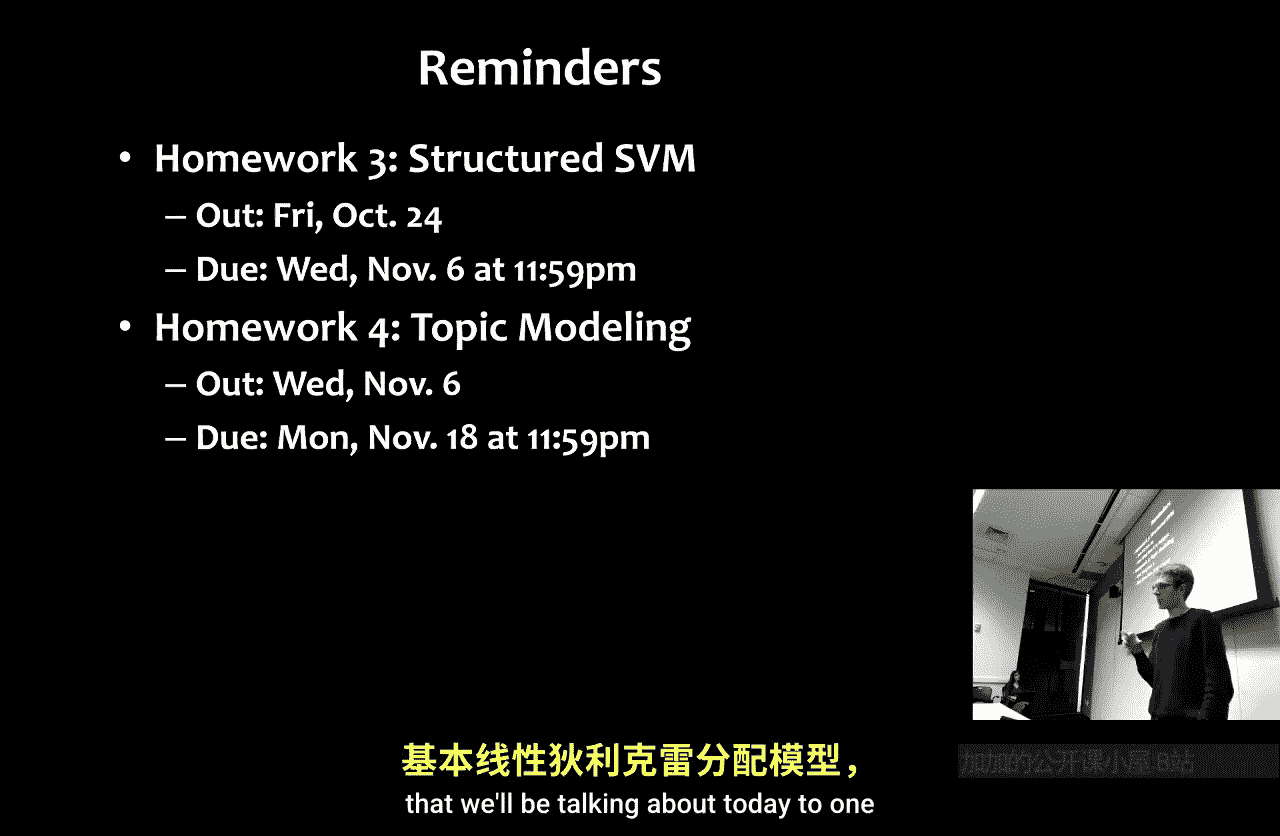 Reminders
• Homework 3: Structured SVM
– Out: Fri, Oct. 24
– Due: Wed, Nov. 6 at 11:59pm
• Homework 4: Topic Modeling
– Out: Wed, Nov. 6
– Due: Mon, Nov. 18 at 11:59pm
基本线性狄利克雷分配模型，
加加的公开课小屋 B站
that we'll be talking about today to one